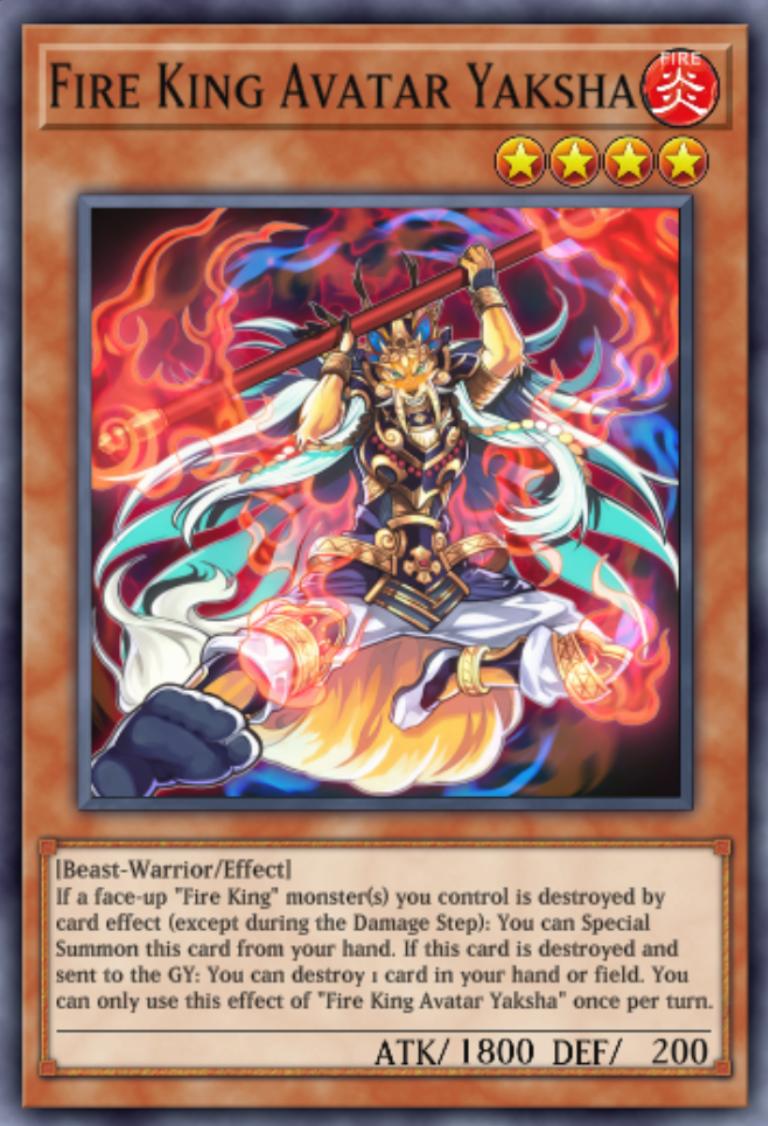 Fire King Avatar Yaksha
FIRE
炎
[Beast-Warrior/Effect]
If a face-up "Fire King" monster(s) you control is destroyed by
card effect (except during the Damage Step): You can Special
Summon this card from your hand. If this card is destroyed and
sent to the GY: You can destroy 1 card in your hand or field. You
can only use this effect of "Fire King Avatar Yaksha" once per turn.
ATK/ 1800 DEF/ 200